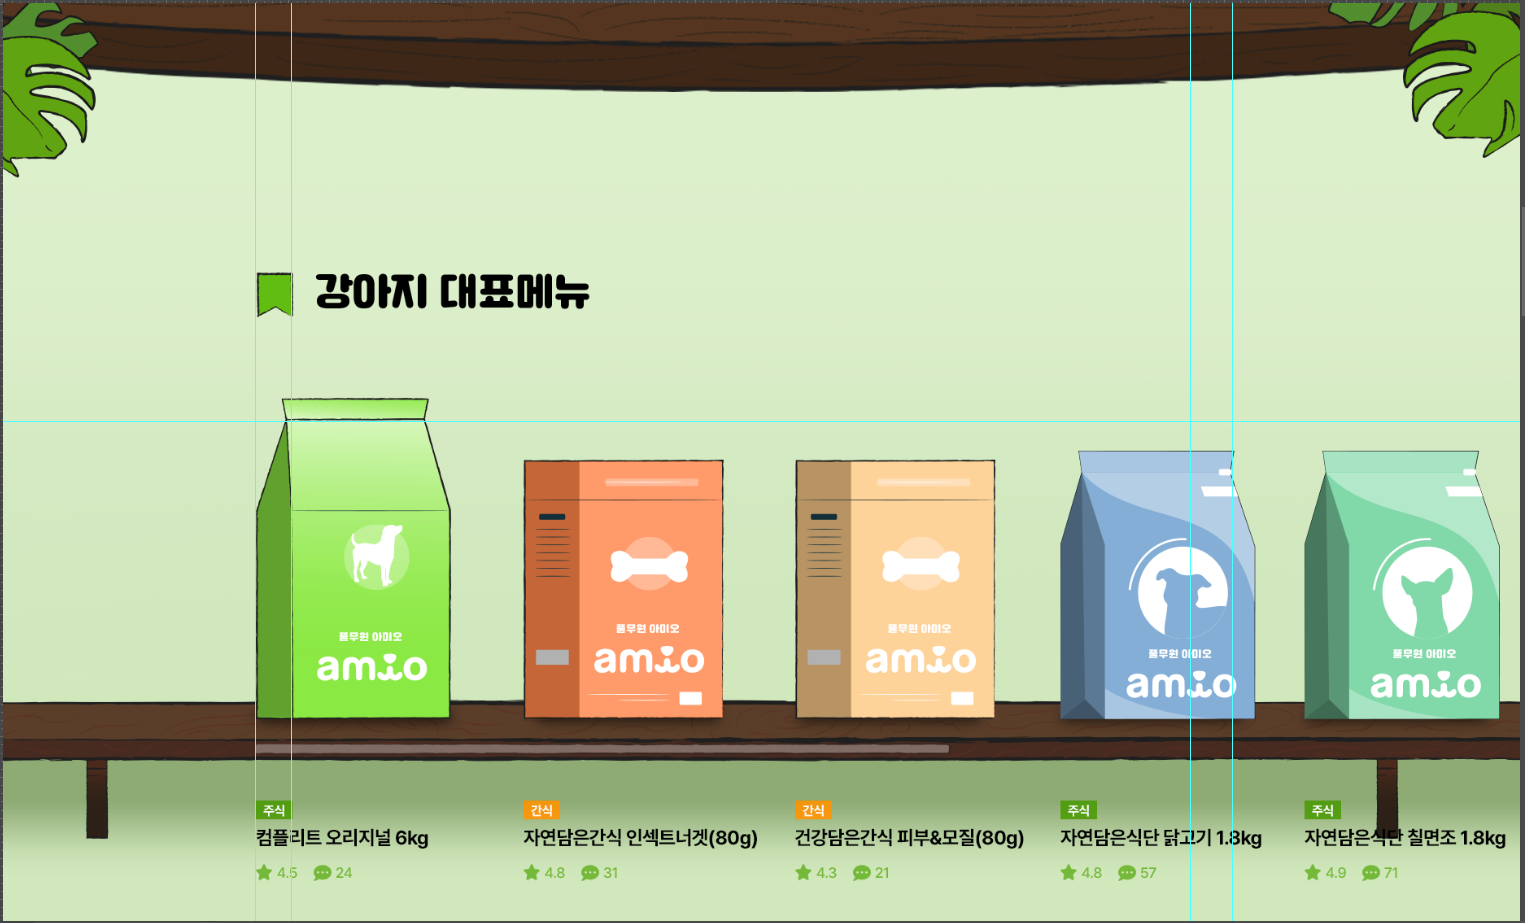 강아지 대표메뉴
풀무원 아미오
amio
풀무원 아미오
amio
풀무원 아미오
amio
풀무원 아미오
amio
풀무원 아미오
amio
주식
컴플리트 오리지널 6kg
4.5 24
간식
자연담은간식 인섹트너겟(80g)
4.8 31
간식
건강담은간식 피부&모질(80g)
4.3 21
주식
자연담은식단 닭고기 1.8kg
4.8 57
주식
자연담은식단 칠면조 1.8kg
4.9 71